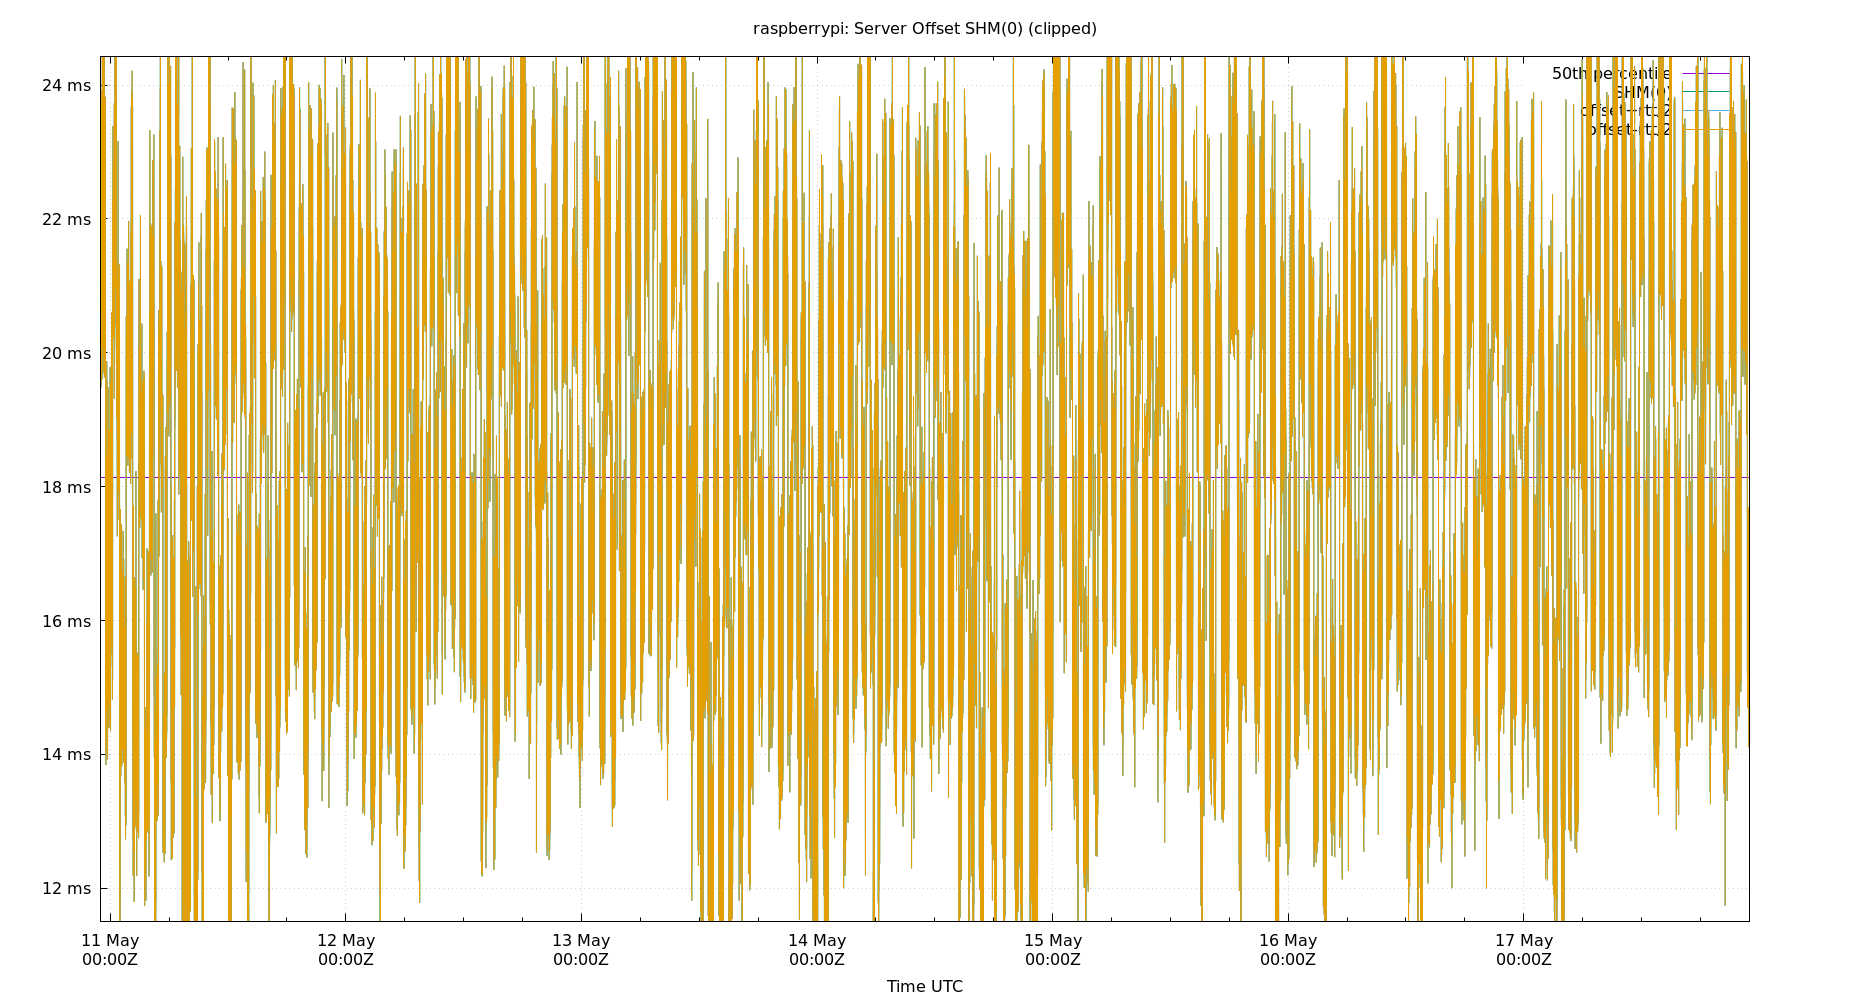 raspberrypi: Server Offset SHM(0) (clipped)
24 ms
22 ms
20 ms
18 ms
16 ms
14 ms
12 ms
50th percentile
SHM(0)
offset-rtt/2
offset-rtt/2
11 May
00:00Z
12 May
00:00Z
13 May
00:00Z
14 May
00:00Z
15 May
00:00Z
16 May
00:00Z
17 May
00:00Z
Time UTC